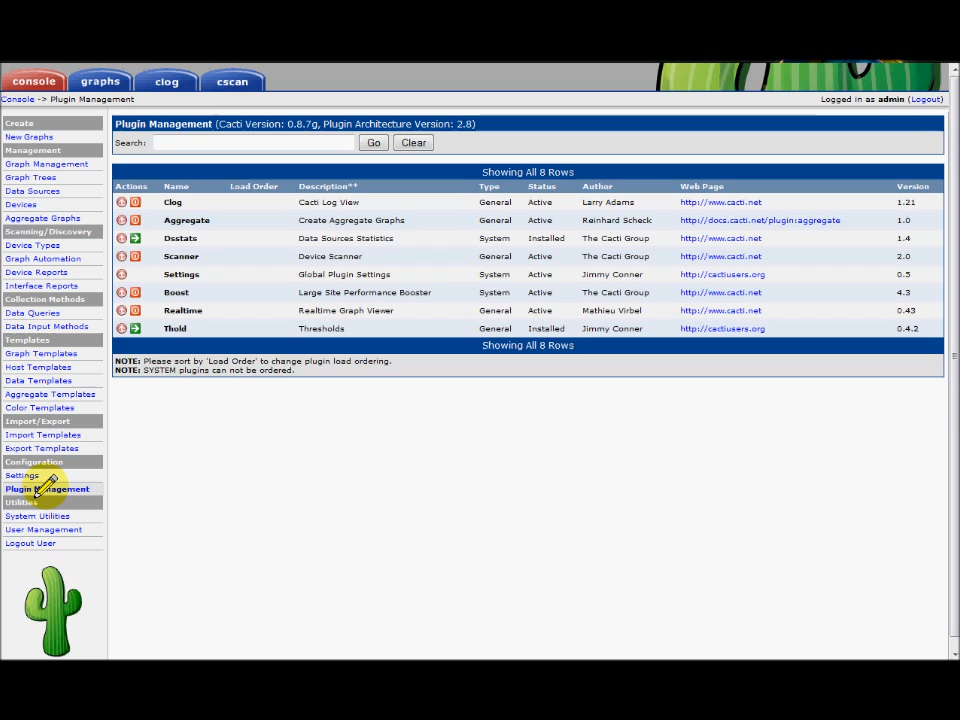 console graphs clog cscan
Console -> Plugin Management Logged in as admin (Logout)
Create
New Graphs
Management
Graph Management
Graph Trees
Data Sources
Devices
Aggregate Graphs
Scanning/Discovery
Device Types
Graph Automation
Device Reports
Interface Reports
Collection Methods
Data Queries
Data Input Methods
Templates
Graph Templates
Host Templates
Data Templates
Aggregate Templates
Color Templates
Import/Export
Import Templates
Export Templates
Configuration
Settings
Plugin Management
Utilities
System Utilities
User Management
Logout User
Plugin Management (Cacti Version: 0.8.7g, Plugin Architecture Version: 2.8)
Search: Go Clear
Showing All 8 Rows
Actions Name Load Order Description** Type Status Author Web Page Version
Clog Cacti Log View General Active Larry Adams http://www.cacti.net 1.21
Aggregate Create Aggregate Graphs General Active Reinhard Scheck http://docs.cacti.net/plugin:aggregate 1.0
Dsstats Data Sources Statistics System Installed The Cacti Group http://www.cacti.net 1.4
Scanner Device Scanner General Active The Cacti Group http://www.cacti.net 2.0
Settings Global Plugin Settings System Active Jimmy Conner http://cactiusers.org 0.5
Boost Large Site Performance Booster System Active The Cacti Group http://www.cacti.net 4.3
Realtime Realtime Graph Viewer General Active Mathieu Virbel http://www.cacti.net 0.43
Thold Thresholds General Installed Jimmy Conner http://cactiusers.org 0.4.2
Showing All 8 Rows
NOTE: Please sort by 'Load Order' to change plugin load ordering.
NOTE: SYSTEM plugins can not be ordered.